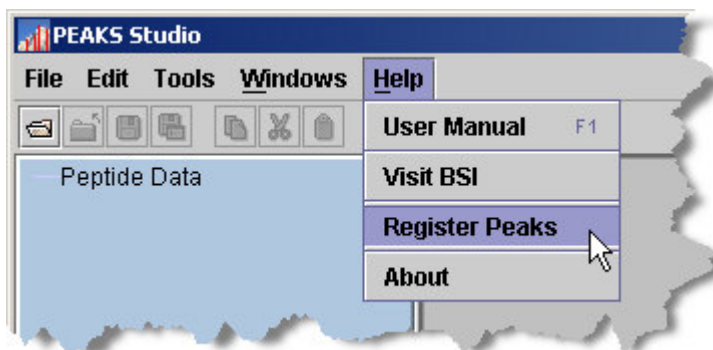 PEAKS Studio
File Edit Tools Windows Help
User Manual F1
Peptide Data
Visit BSI
Register Peaks
About